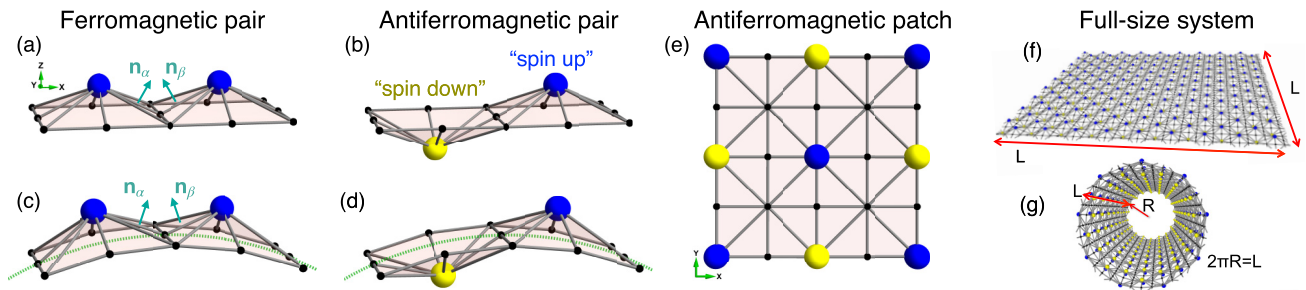 Ferromagnetic pair
Antiferromagnetic pair
Antiferromagnetic patch
Full-size system
(a)
Z
Y
X
nα
nβ
(b)
"spin up"
"spin down"
(c)
nα
nβ
(d)
(e)
Y
X
(f)
L
L
(g)
L
R
2πR=L